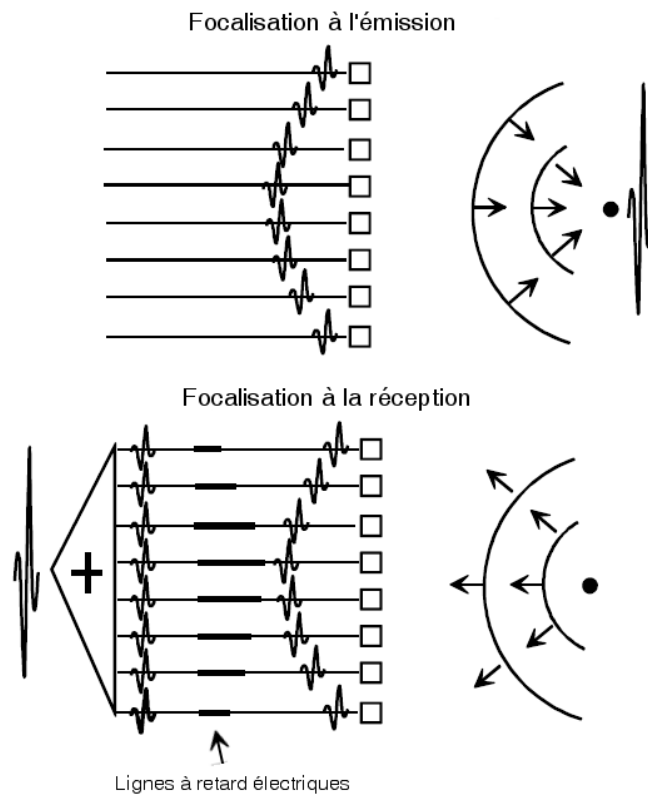 Focalisation à l'émission
Focalisation à la réception
+
Lignes à retard électriques